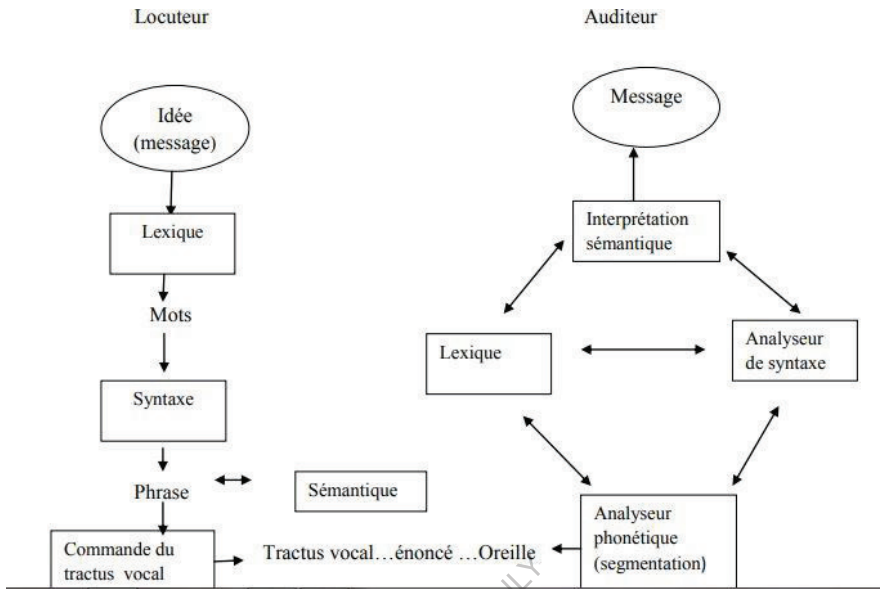 Locuteur
Auditeur
Idée
(message)
Message
Lexique
Interprétation
sémantique
Mots
Lexique
Analyseur
de syntaxe
Syntaxe
Phrase
Sémantique
Analyseur
phonétique
(segmentation)
Commande du
tractus vocal
Tractus vocal…énoncé …Oreille